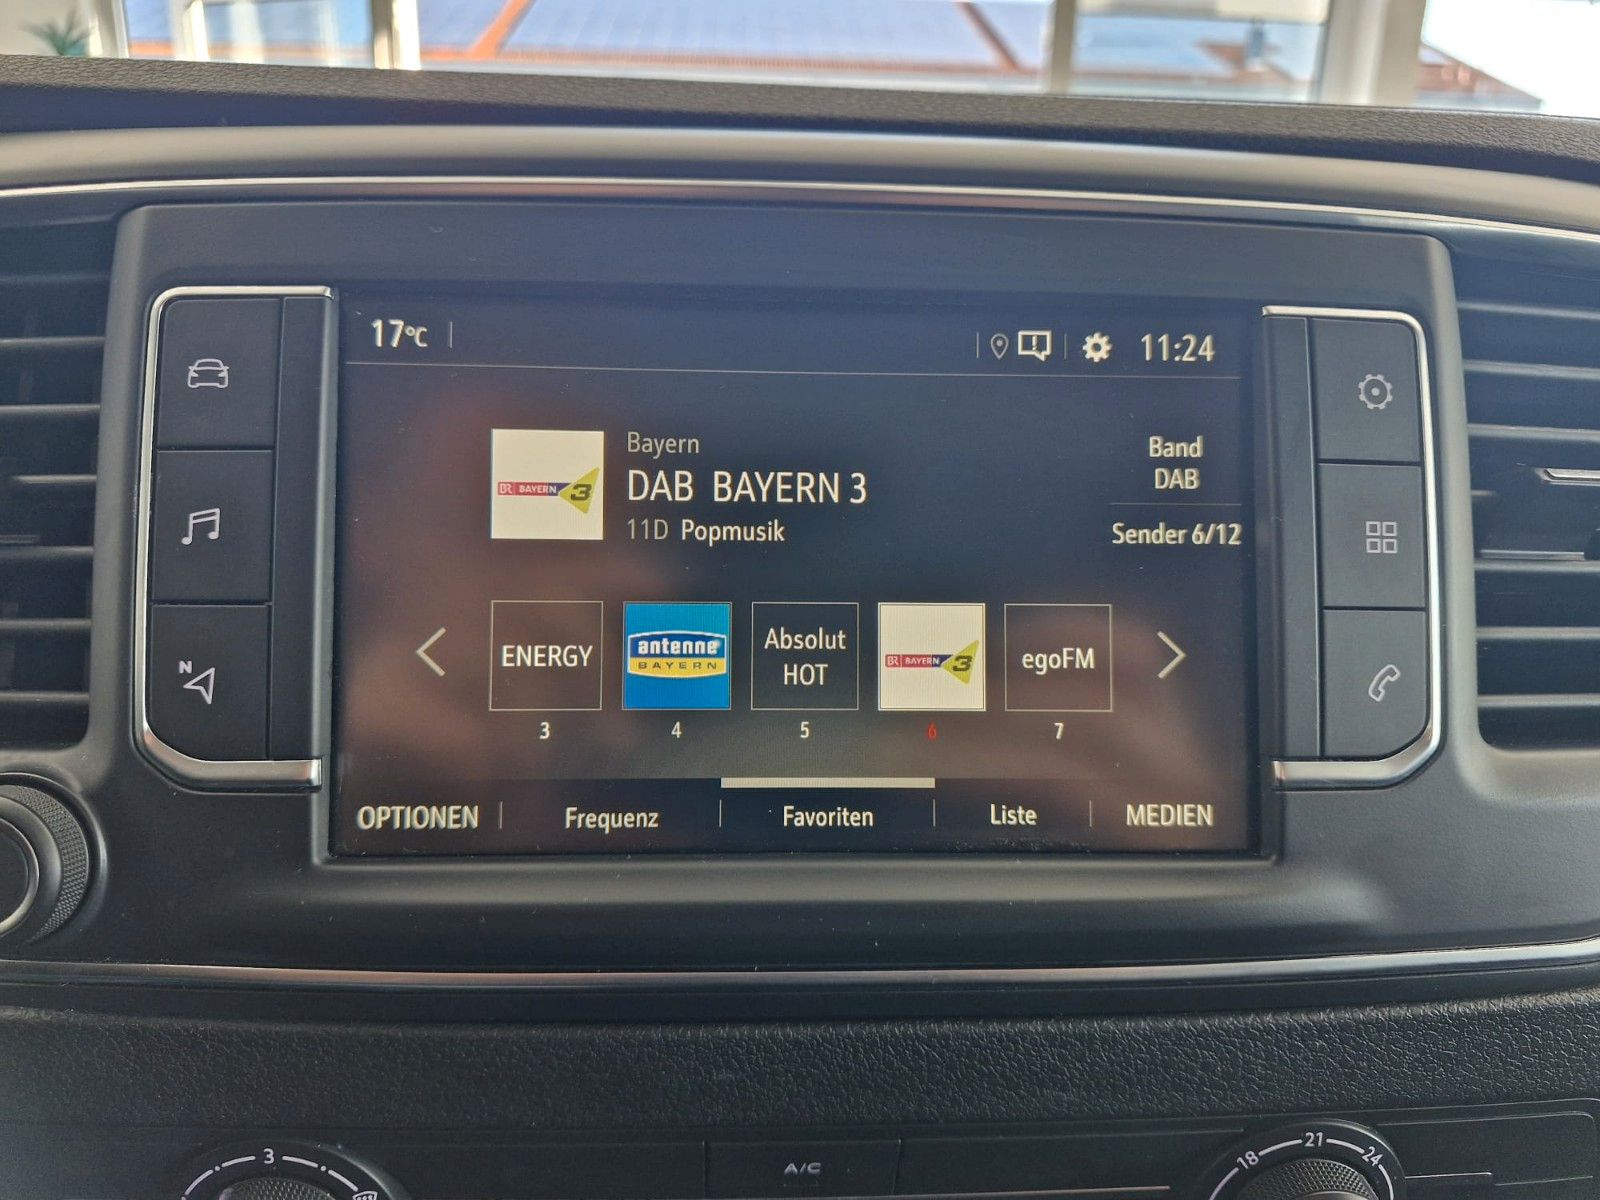 17°C
11:24
Bayern
DAB BAYERN 3
11D Popmusik
BR BAYERN 3
Band
DAB
Sender 6/12
ENERGY
antenne
BAYERN
Absolut
HOT
BR BAYERN 3
egoFM
3
4
5
6
7
OPTIONEN
Frequenz
Favoriten
Liste
MEDIEN
N
3
A/C
18
21
24